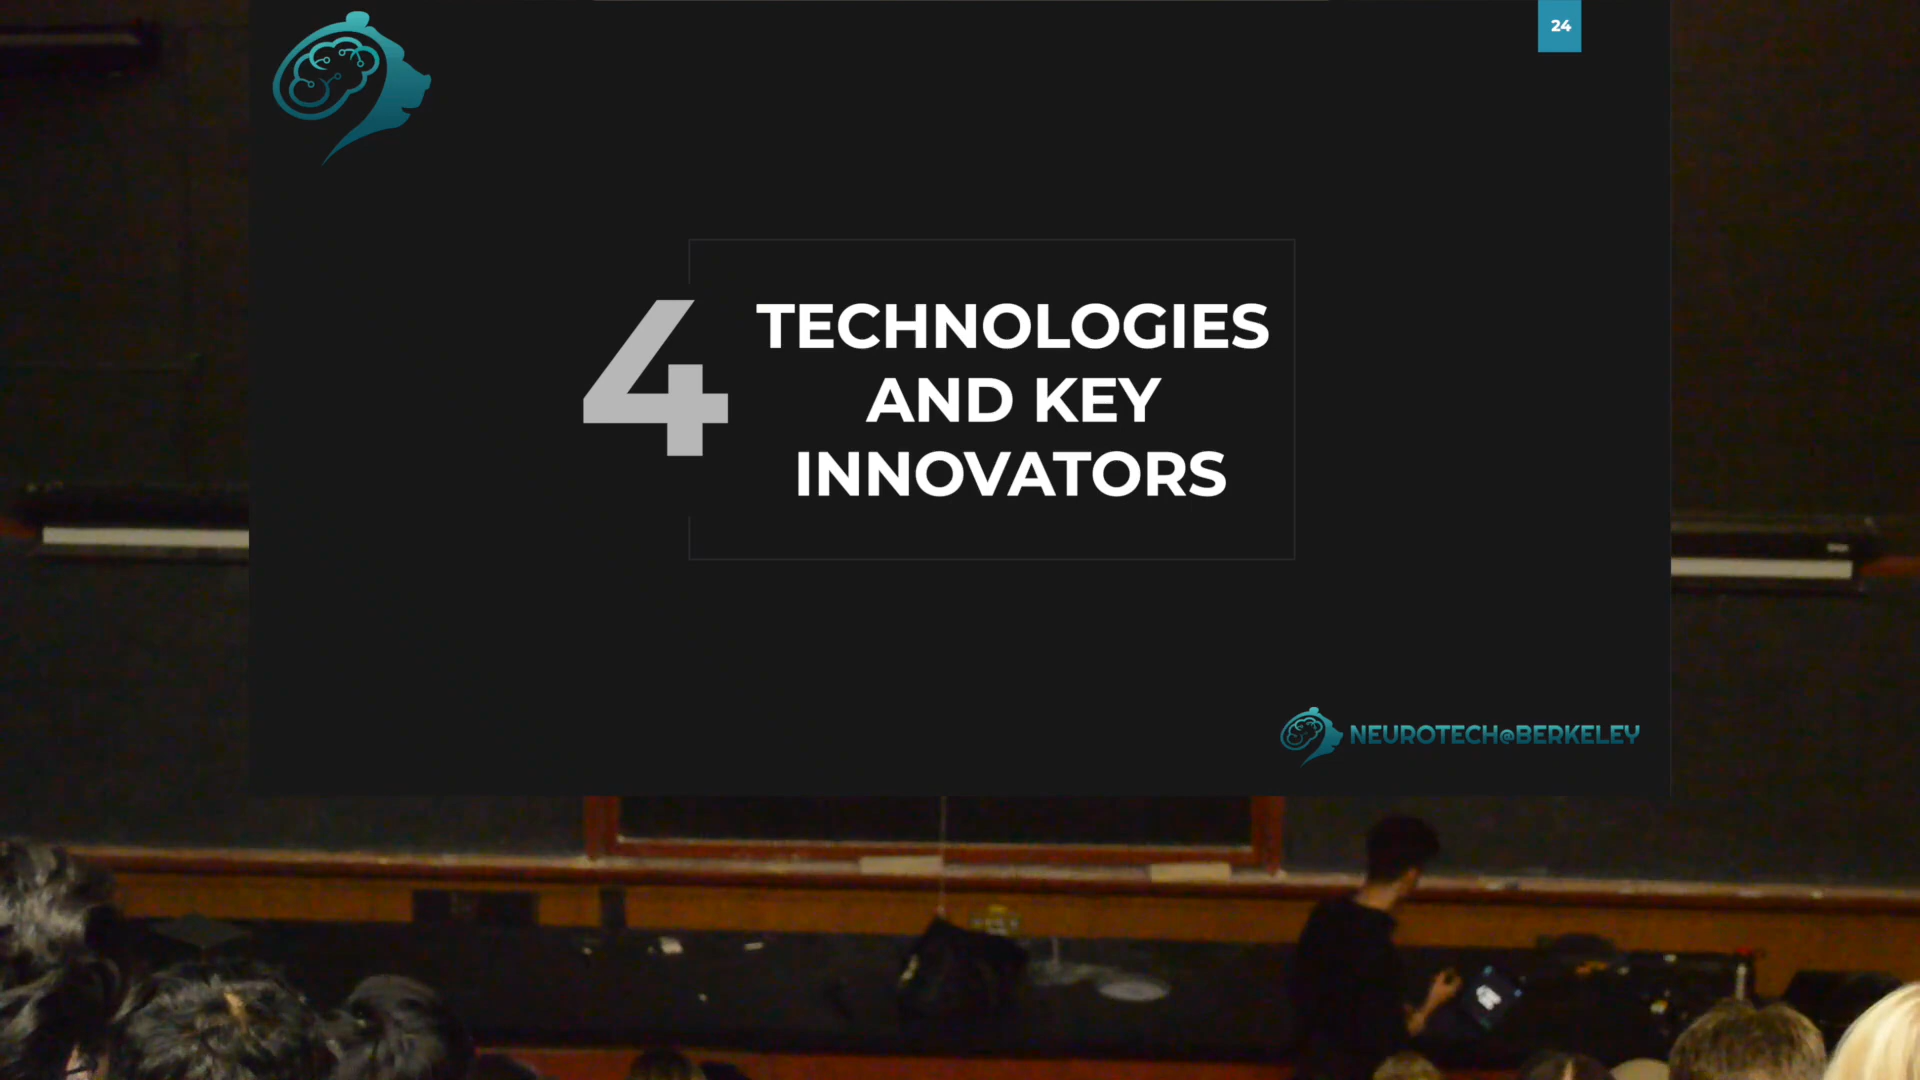 24
4
TECHNOLOGIES
AND KEY
INNOVATORS
NEUROTECH@BERKELEY